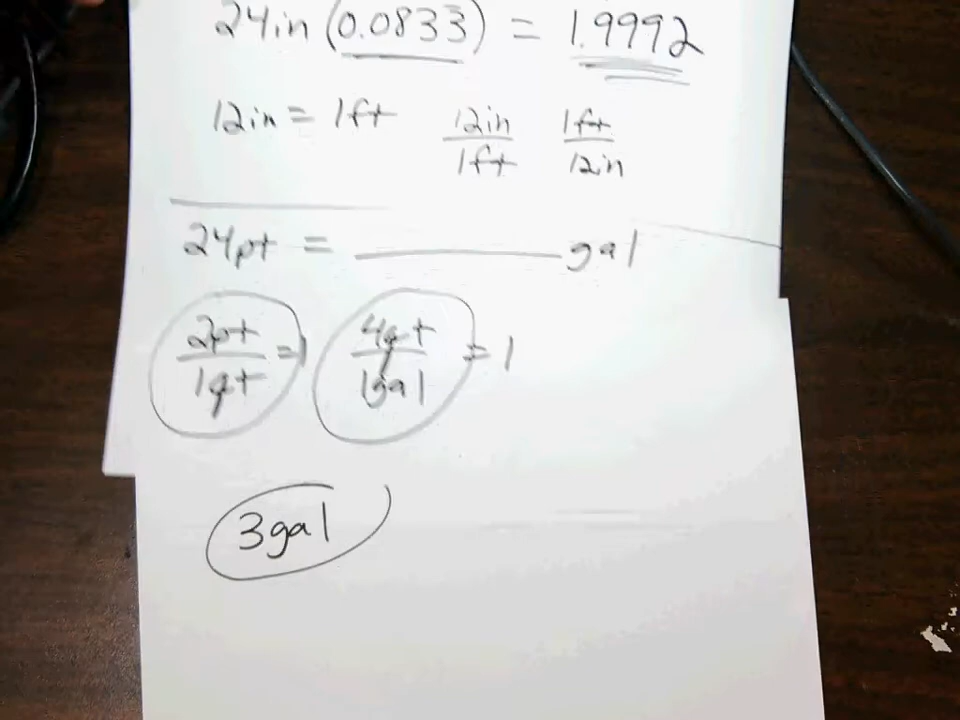 24in (0.0833) = 1.9992
12in = 1ft 12in/1ft 1ft/12in
24pt = ________ gal
2pt/1qt = 1 4qt/1gal = 1
3gal